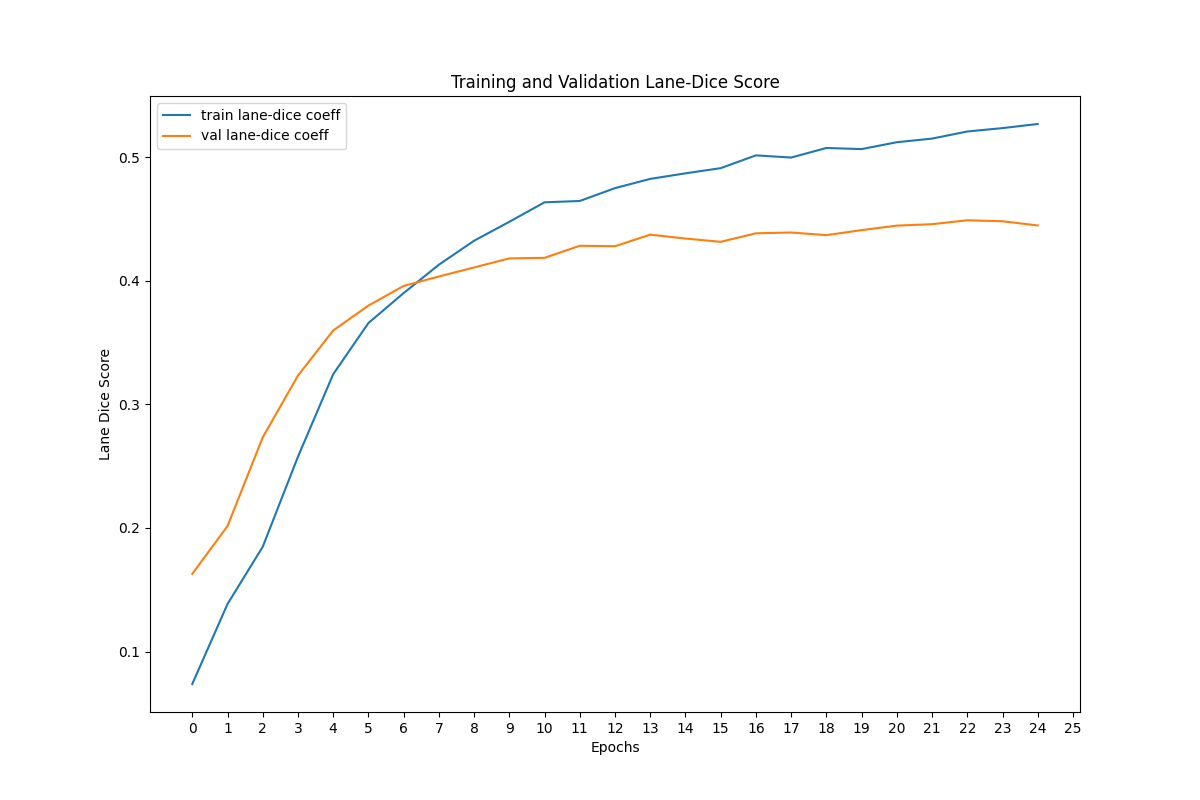 Training and Validation Lane-Dice Score
train lane-dice coeff
val lane-dice coeff
0.5
0.4
0.3
0.2
0.1
Lane Dice Score
0 1 2 3 4 5 6 7 8 9 10 11 12 13 14 15 16 17 18 19 20 21 22 23 24 25
Epochs